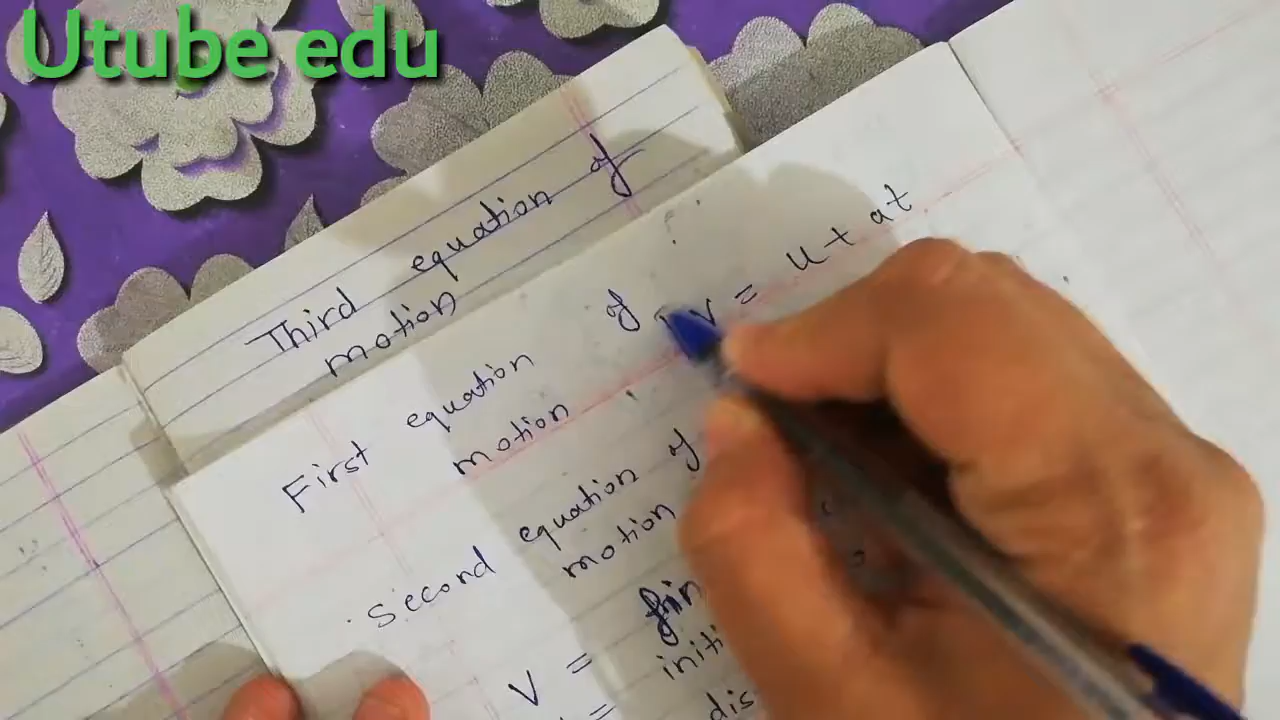 Utube edu
Third equation of
motion
First equation of V = u + at
motion
second equation of
motion
V =
initi
dis